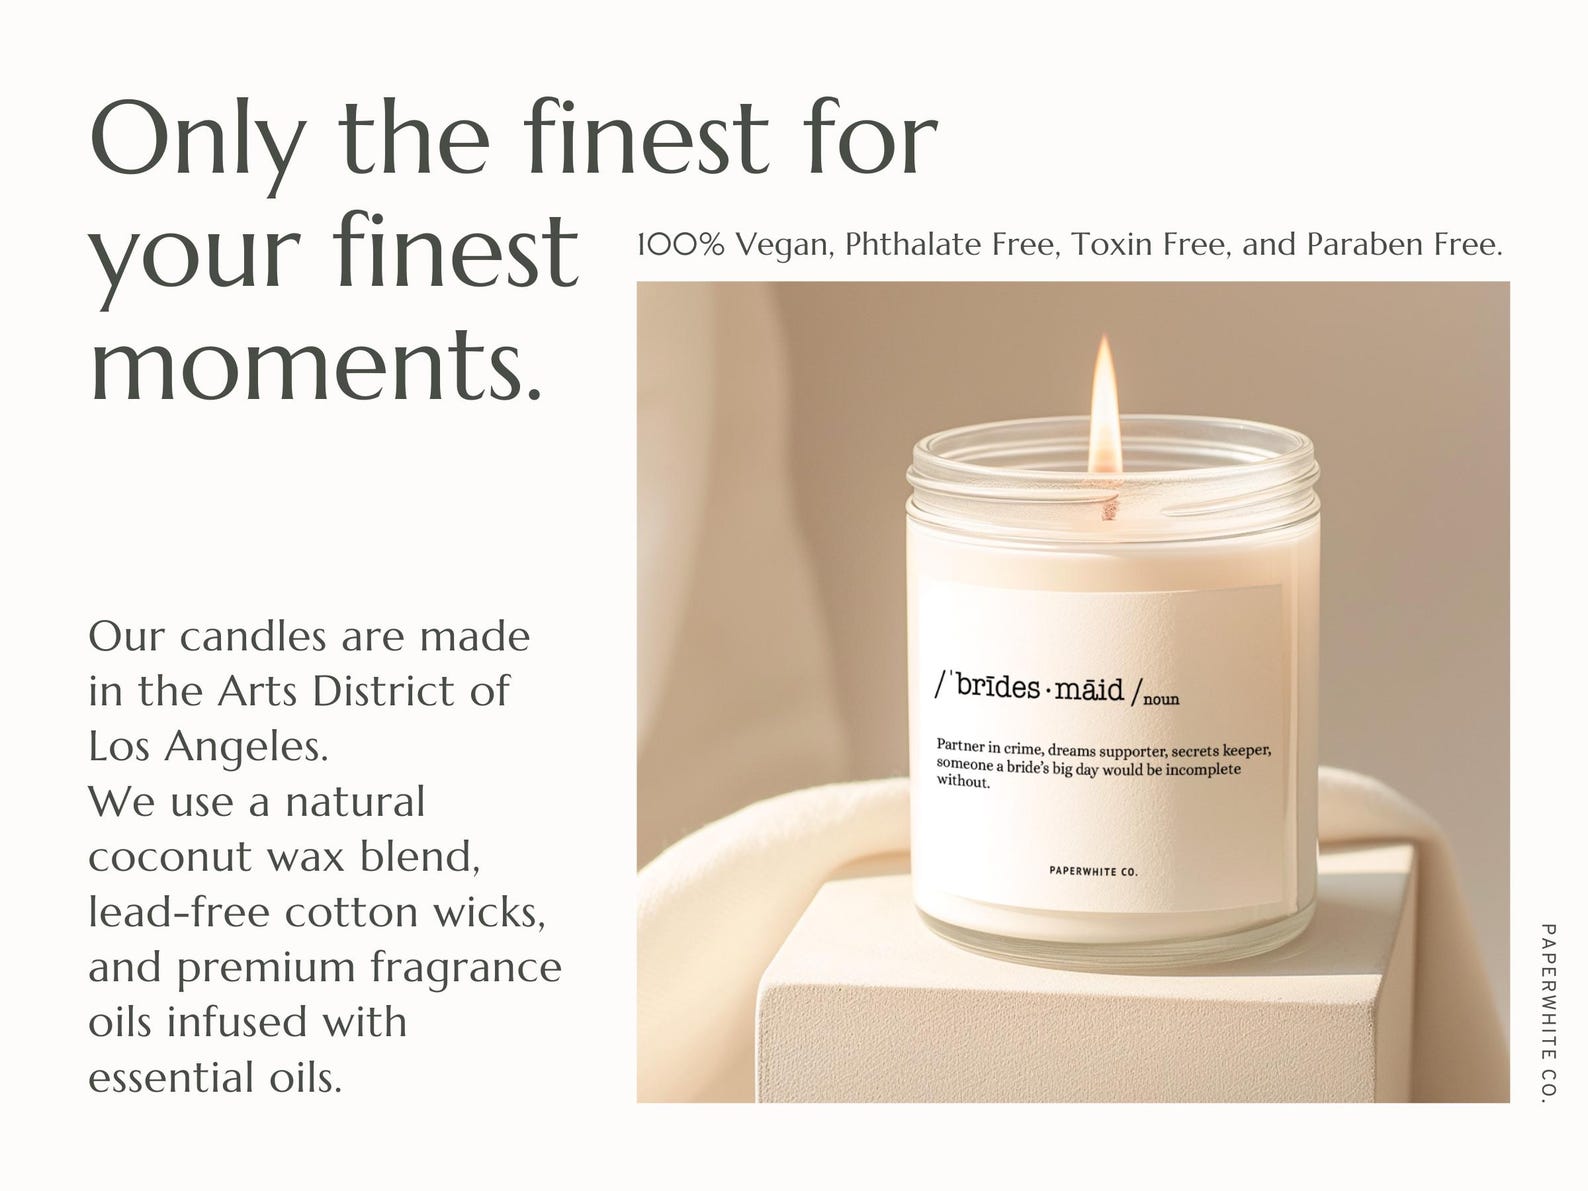 Only the finest for
your finest
moments.
100% Vegan, Phthalate Free, Toxin Free, and Paraben Free.
Our candles are made
in the Arts District of
Los Angeles.
We use a natural
coconut wax blend,
lead-free cotton wicks,
and premium fragrance
oils infused with
essential oils.
/ˈbrīdes·māid /noun
Partner in crime, dreams supporter, secrets keeper,
someone a bride's big day would be incomplete
without.
PAPERWHITE CO.
PAPERWHITE CO.